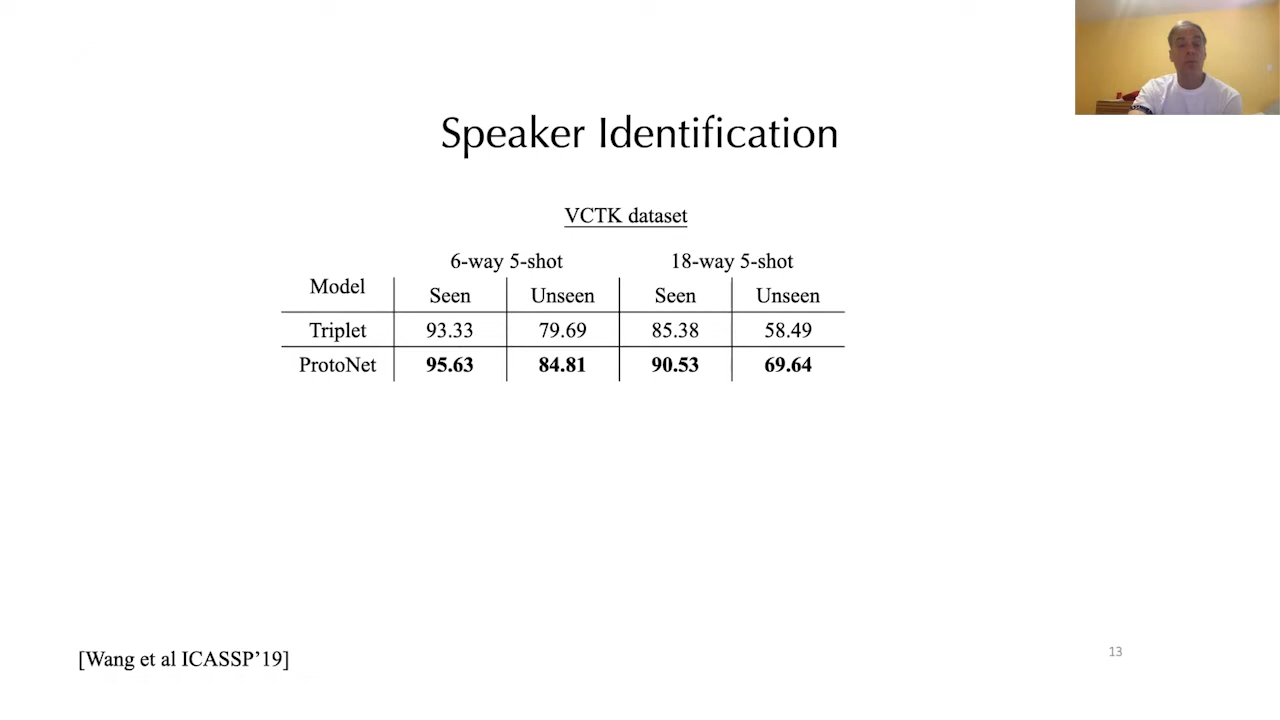 Speaker Identification
VCTK dataset
6-way 5-shot 18-way 5-shot
Model Seen Unseen Seen Unseen
Triplet 93.33 79.69 85.38 58.49
ProtoNet 95.63 84.81 90.53 69.64
[Wang et al ICASSP’19]
13